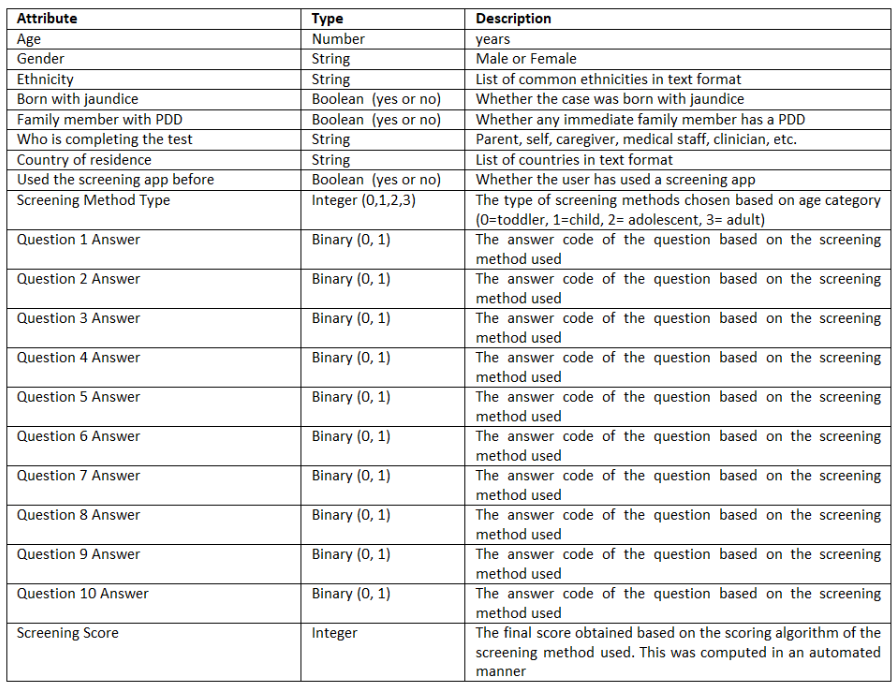 Attribute Type Description
Age Number years
Gender String Male or Female
Ethnicity String List of common ethnicities in text format
Born with jaundice Boolean (yes or no) Whether the case was born with jaundice
Family member with PDD Boolean (yes or no) Whether any immediate family member has a PDD
Who is completing the test String Parent, self, caregiver, medical staff, clinician, etc.
Country of residence String List of countries in text format
Used the screening app before Boolean (yes or no) Whether the user has used a screening app
Screening Method Type Integer (0,1,2,3) The type of screening methods chosen based on age category
(0=toddler, 1=child, 2= adolescent, 3= adult)
Question 1 Answer Binary (0, 1) The answer code of the question based on the screening
method used
Question 2 Answer Binary (0, 1) The answer code of the question based on the screening
method used
Question 3 Answer Binary (0, 1) The answer code of the question based on the screening
method used
Question 4 Answer Binary (0, 1) The answer code of the question based on the screening
method used
Question 5 Answer Binary (0, 1) The answer code of the question based on the screening
method used
Question 6 Answer Binary (0, 1) The answer code of the question based on the screening
method used
Question 7 Answer Binary (0, 1) The answer code of the question based on the screening
method used
Question 8 Answer Binary (0, 1) The answer code of the question based on the screening
method used
Question 9 Answer Binary (0, 1) The answer code of the question based on the screening
method used
Question 10 Answer Binary (0, 1) The answer code of the question based on the screening
method used
Screening Score Integer The final score obtained based on the scoring algorithm of the
screening method used. This was computed in an automated
manner